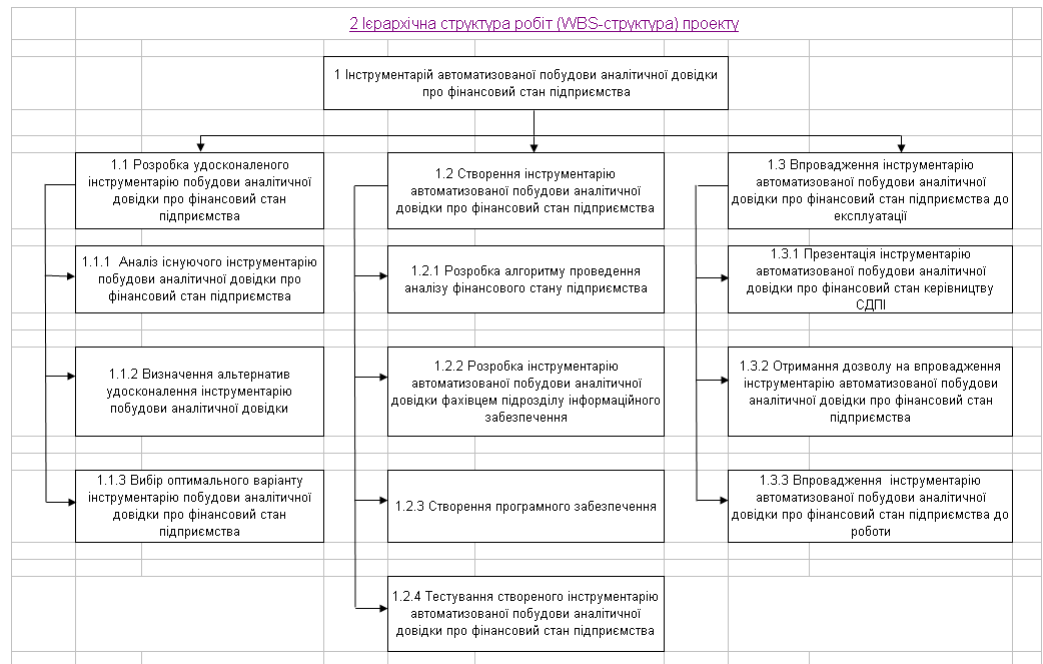 2 Ієрархічна структура робіт (WBS-структура) проекту
1 Інструментарій автоматизованої побудови аналітичної довідки
про фінансовий стан підприємства
1.1 Розробка удосконаленого
інструментарію побудови аналітичної
довідки про фінансовий стан
підприємства
1.2 Створення інструментарію
автоматизованої побудови аналітичної
довідки про фінансовий стан
підприємства
1.3 Впровадження інструментарію
автоматизованої побудови аналітичної
довідки про фінансовий стан підприємства до
експлуатації
1.1.1 Аналіз існуючого інструментарію
побудови аналітичної довідки про
фінансовий стан підприємства
1.2.1 Розробка алгоритму проведення
аналізу фінансового стану підприємства
1.3.1 Презентація інструментарію
автоматизованої побудови аналітичної
довідки про фінансовий стан керівництву
СДПІ
1.1.2 Визначення альтернатив
удосконалення інструментарію
побудови аналітичної довідки
1.2.2 Розробка інструментарію
автоматизованої побудови аналітичної
довідки фахівцем підрозділу інформаційного
забезпечення
1.3.2 Отримання дозволу на впровадження
інструментарію автоматизованої побудови
аналітичної довідки про фінансовий стан
підприємства
1.1.3 Вибір оптимального варіанту
інструментарію побудови аналітичної
довідки про фінансовий стан
підприємства
1.2.3 Створення програмного забезпечення
1.3.3 Впровадження інструментарію
автоматизованої побудови аналітичної
довідки про фінансовий стан підприємства до
роботи
1.2.4 Тестування створеного інструментарію
автоматизованої побудови аналітичної
довідки про фінансовий стан підприємства